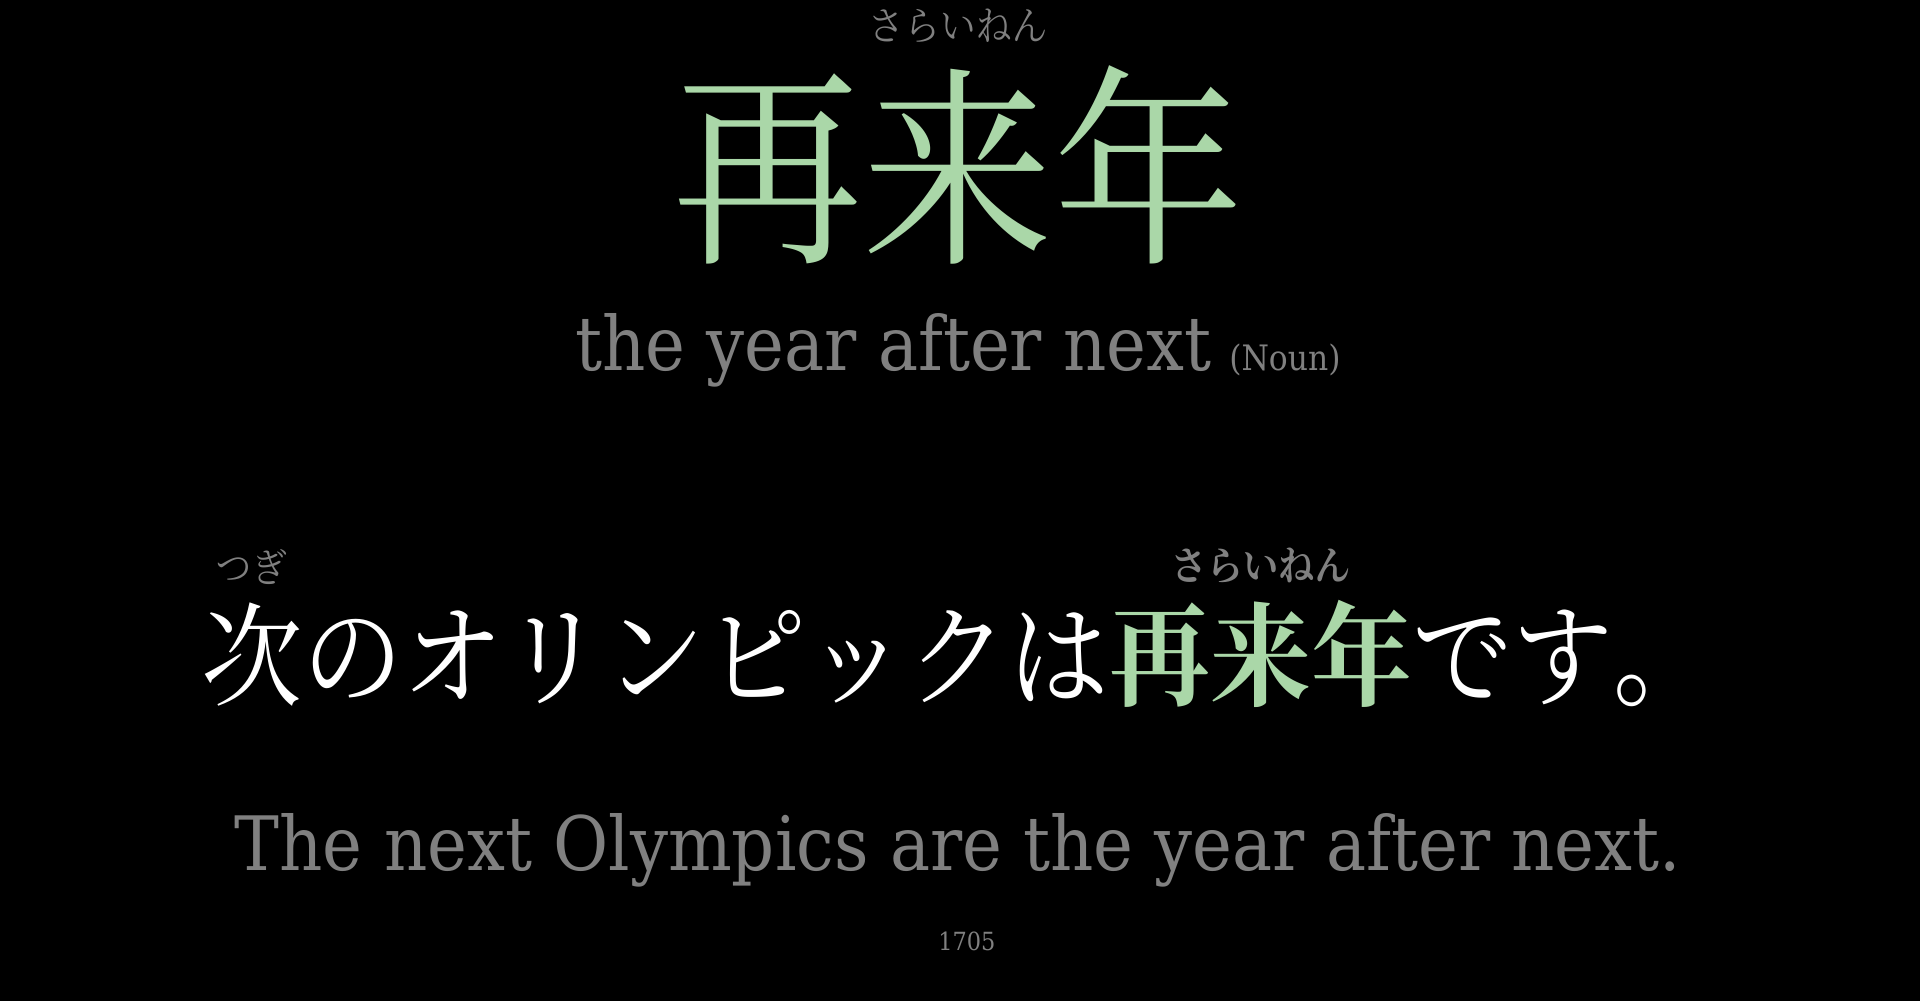 さらいねん
再来年
the year after next (Noun)
つぎ さらいねん
次のオリンピックは再来年です。
The next Olympics are the year after next.
1705